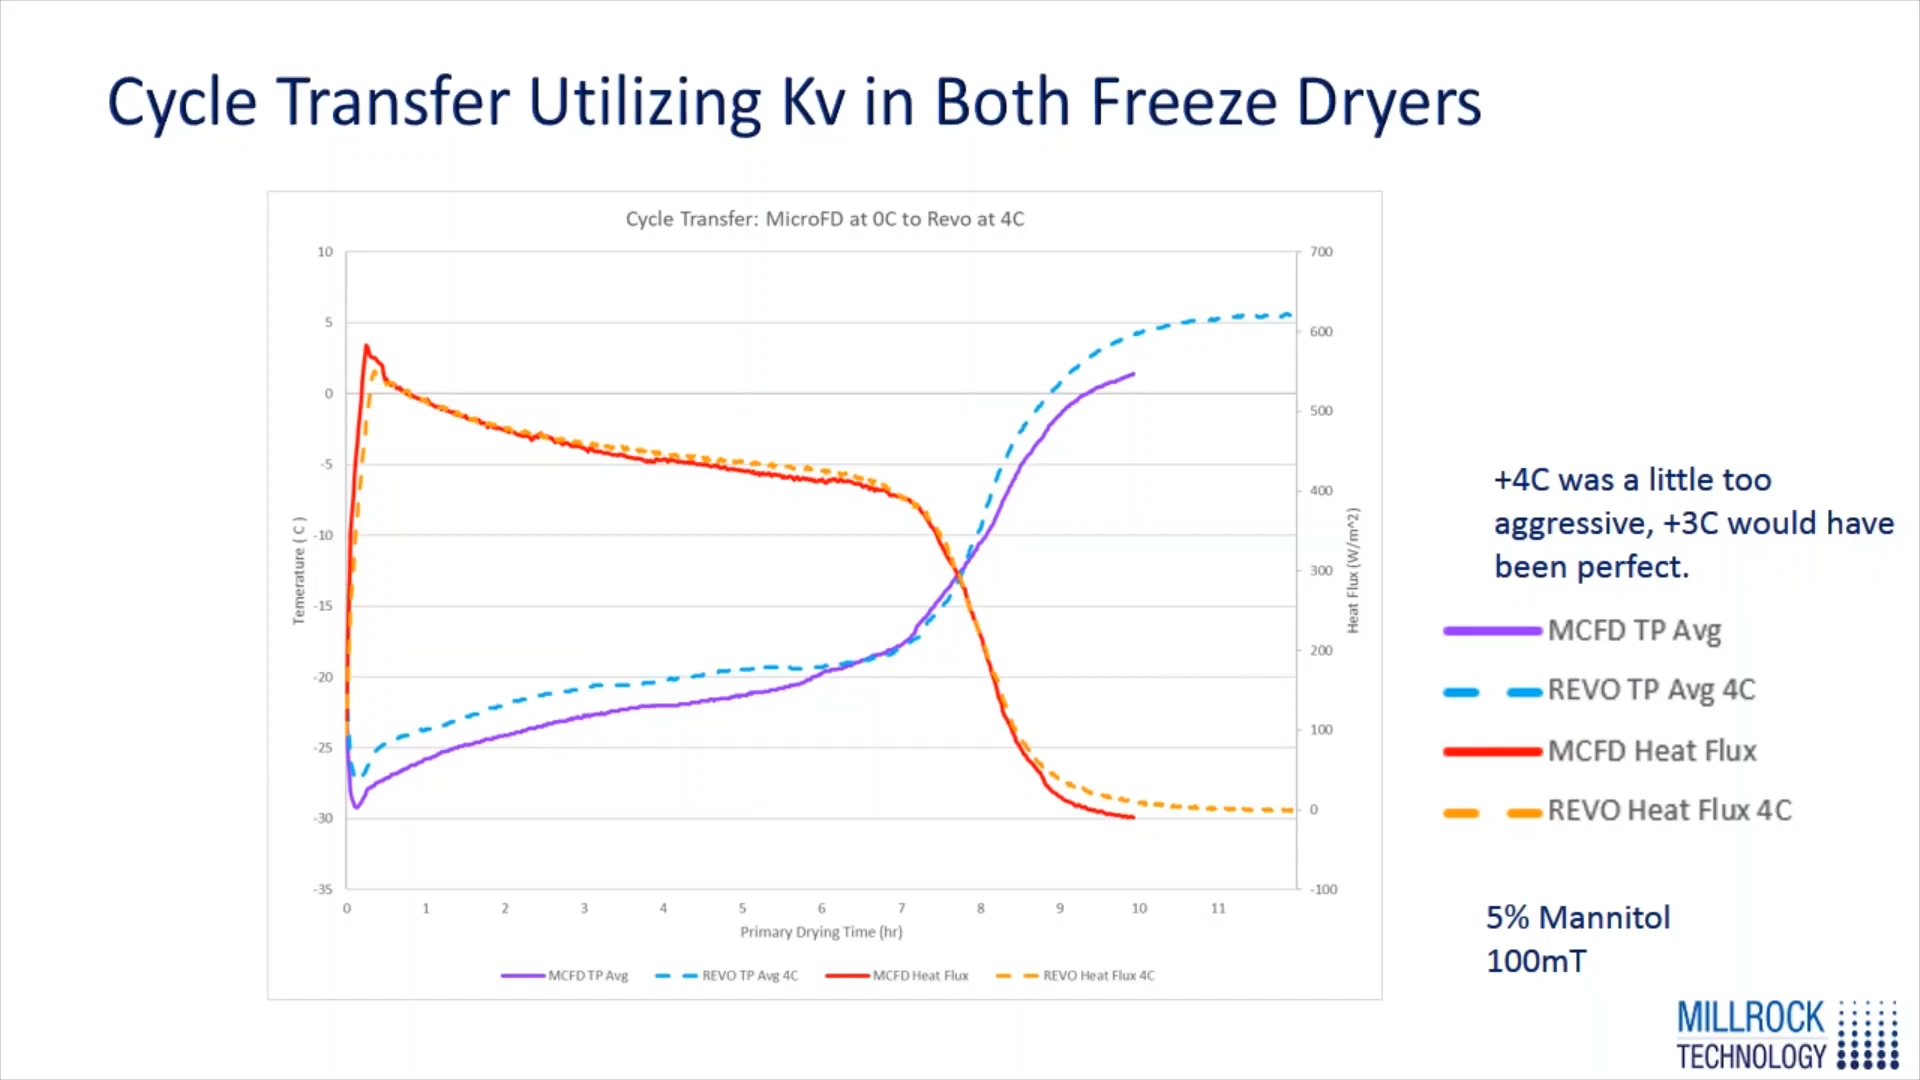 Cycle Transfer Utilizing Kv in Both Freeze Dryers
Cycle Transfer: MicroFD at 0C to Revo at 4C
10
5
0
-5
-10
-15
-20
-25
-30
-35
Temerature ( C )
700
600
500
400
300
200
100
0
-100
Heat Flux (W/m^2)
0 1 2 3 4 5 6 7 8 9 10 11
Primary Drying Time (hr)
MCFD TP Avg REVO TP Avg 4C MCFD Heat Flux REVO Heat Flux 4C
+4C was a little too
aggressive, +3C would have
been perfect.
MCFD TP Avg
REVO TP Avg 4C
MCFD Heat Flux
REVO Heat Flux 4C
5% Mannitol
100mT
MILLROCK
TECHNOLOGY